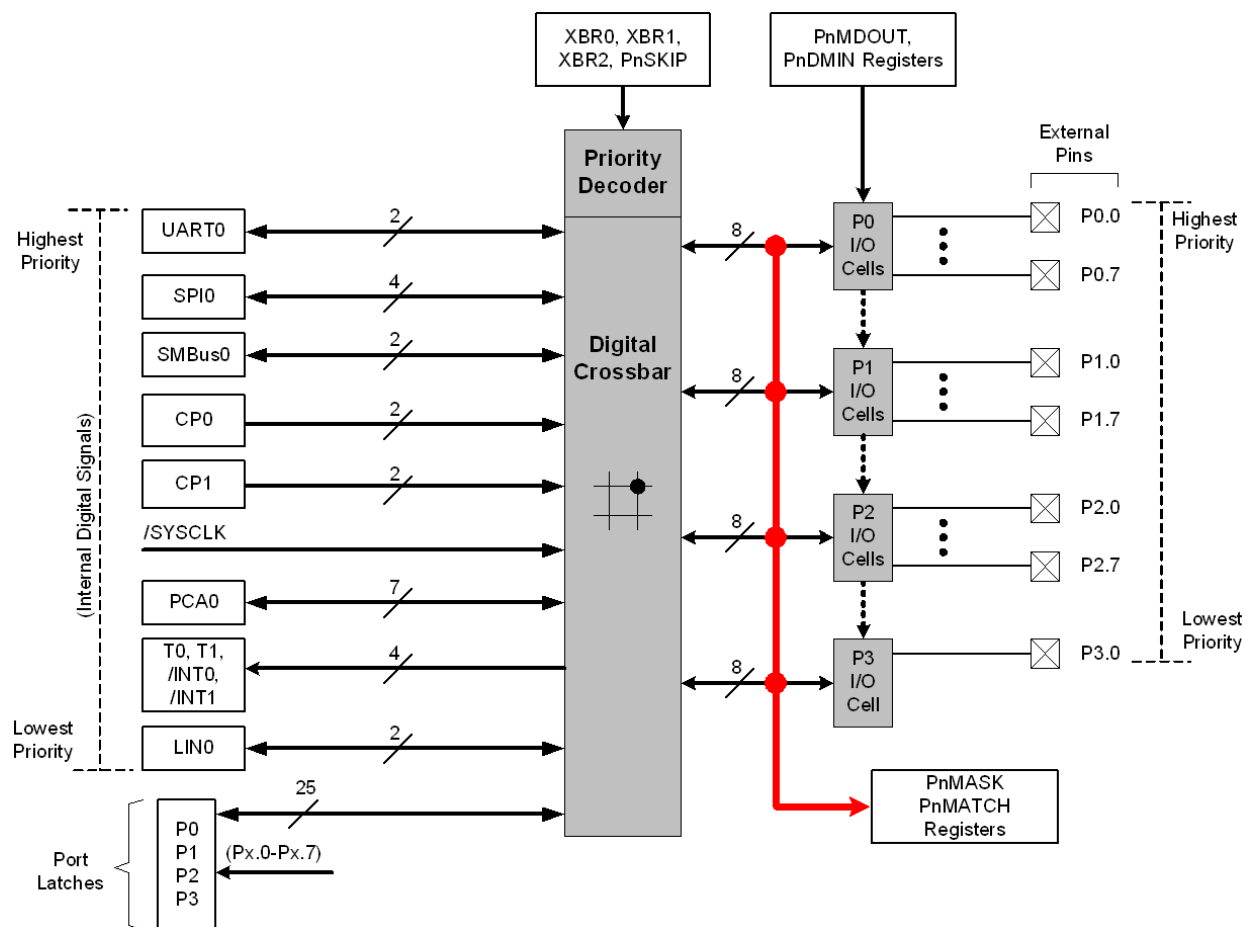 XBR0, XBR1,
XBR2, PnSKIP
PnMDOUT,
PnDMIN Registers
External
Pins
Priority
Decoder
Highest
Priority
UART0
2
8
P0
I/O
Cells
P0.0
P0.7
Highest
Priority
SPI0
4
SMBus0
2
Digital
Crossbar
8
P1
I/O
Cells
P1.0
P1.7
(Internal Digital Signals)
CP0
2
CP1
2
/SYSCLK
8
P2
I/O
Cells
P2.0
P2.7
PCA0
7
T0, T1,
/INT0,
/INT1
4
8
P3
I/O
Cell
P3.0
Lowest
Priority
Lowest
Priority
LIN0
2
25
Port
Latches
P0
P1
P2
P3
(Px.0-Px.7)
PnMASK
PnMATCH
Registers